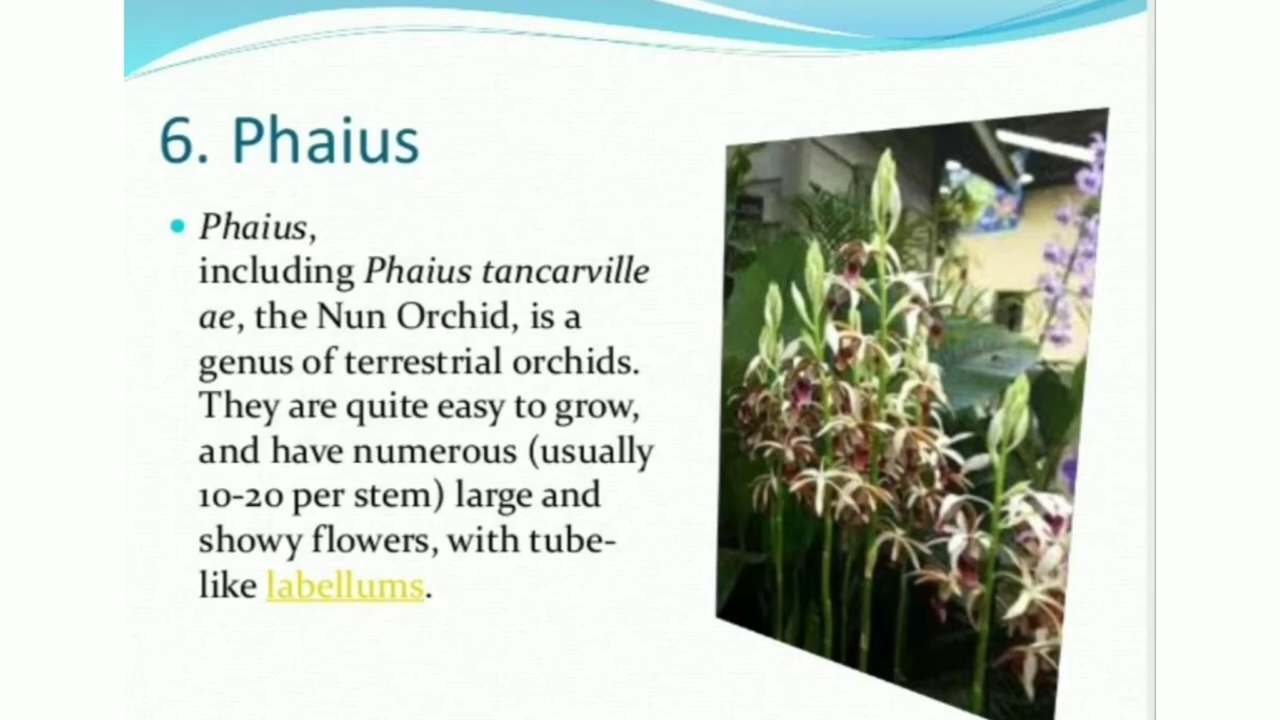 6. Phaius
Phaius,
including Phaius tancarville
ae, the Nun Orchid, is a
genus of terrestrial orchids.
They are quite easy to grow,
and have numerous (usually
10-20 per stem) large and
showy flowers, with tube-
like labellums.